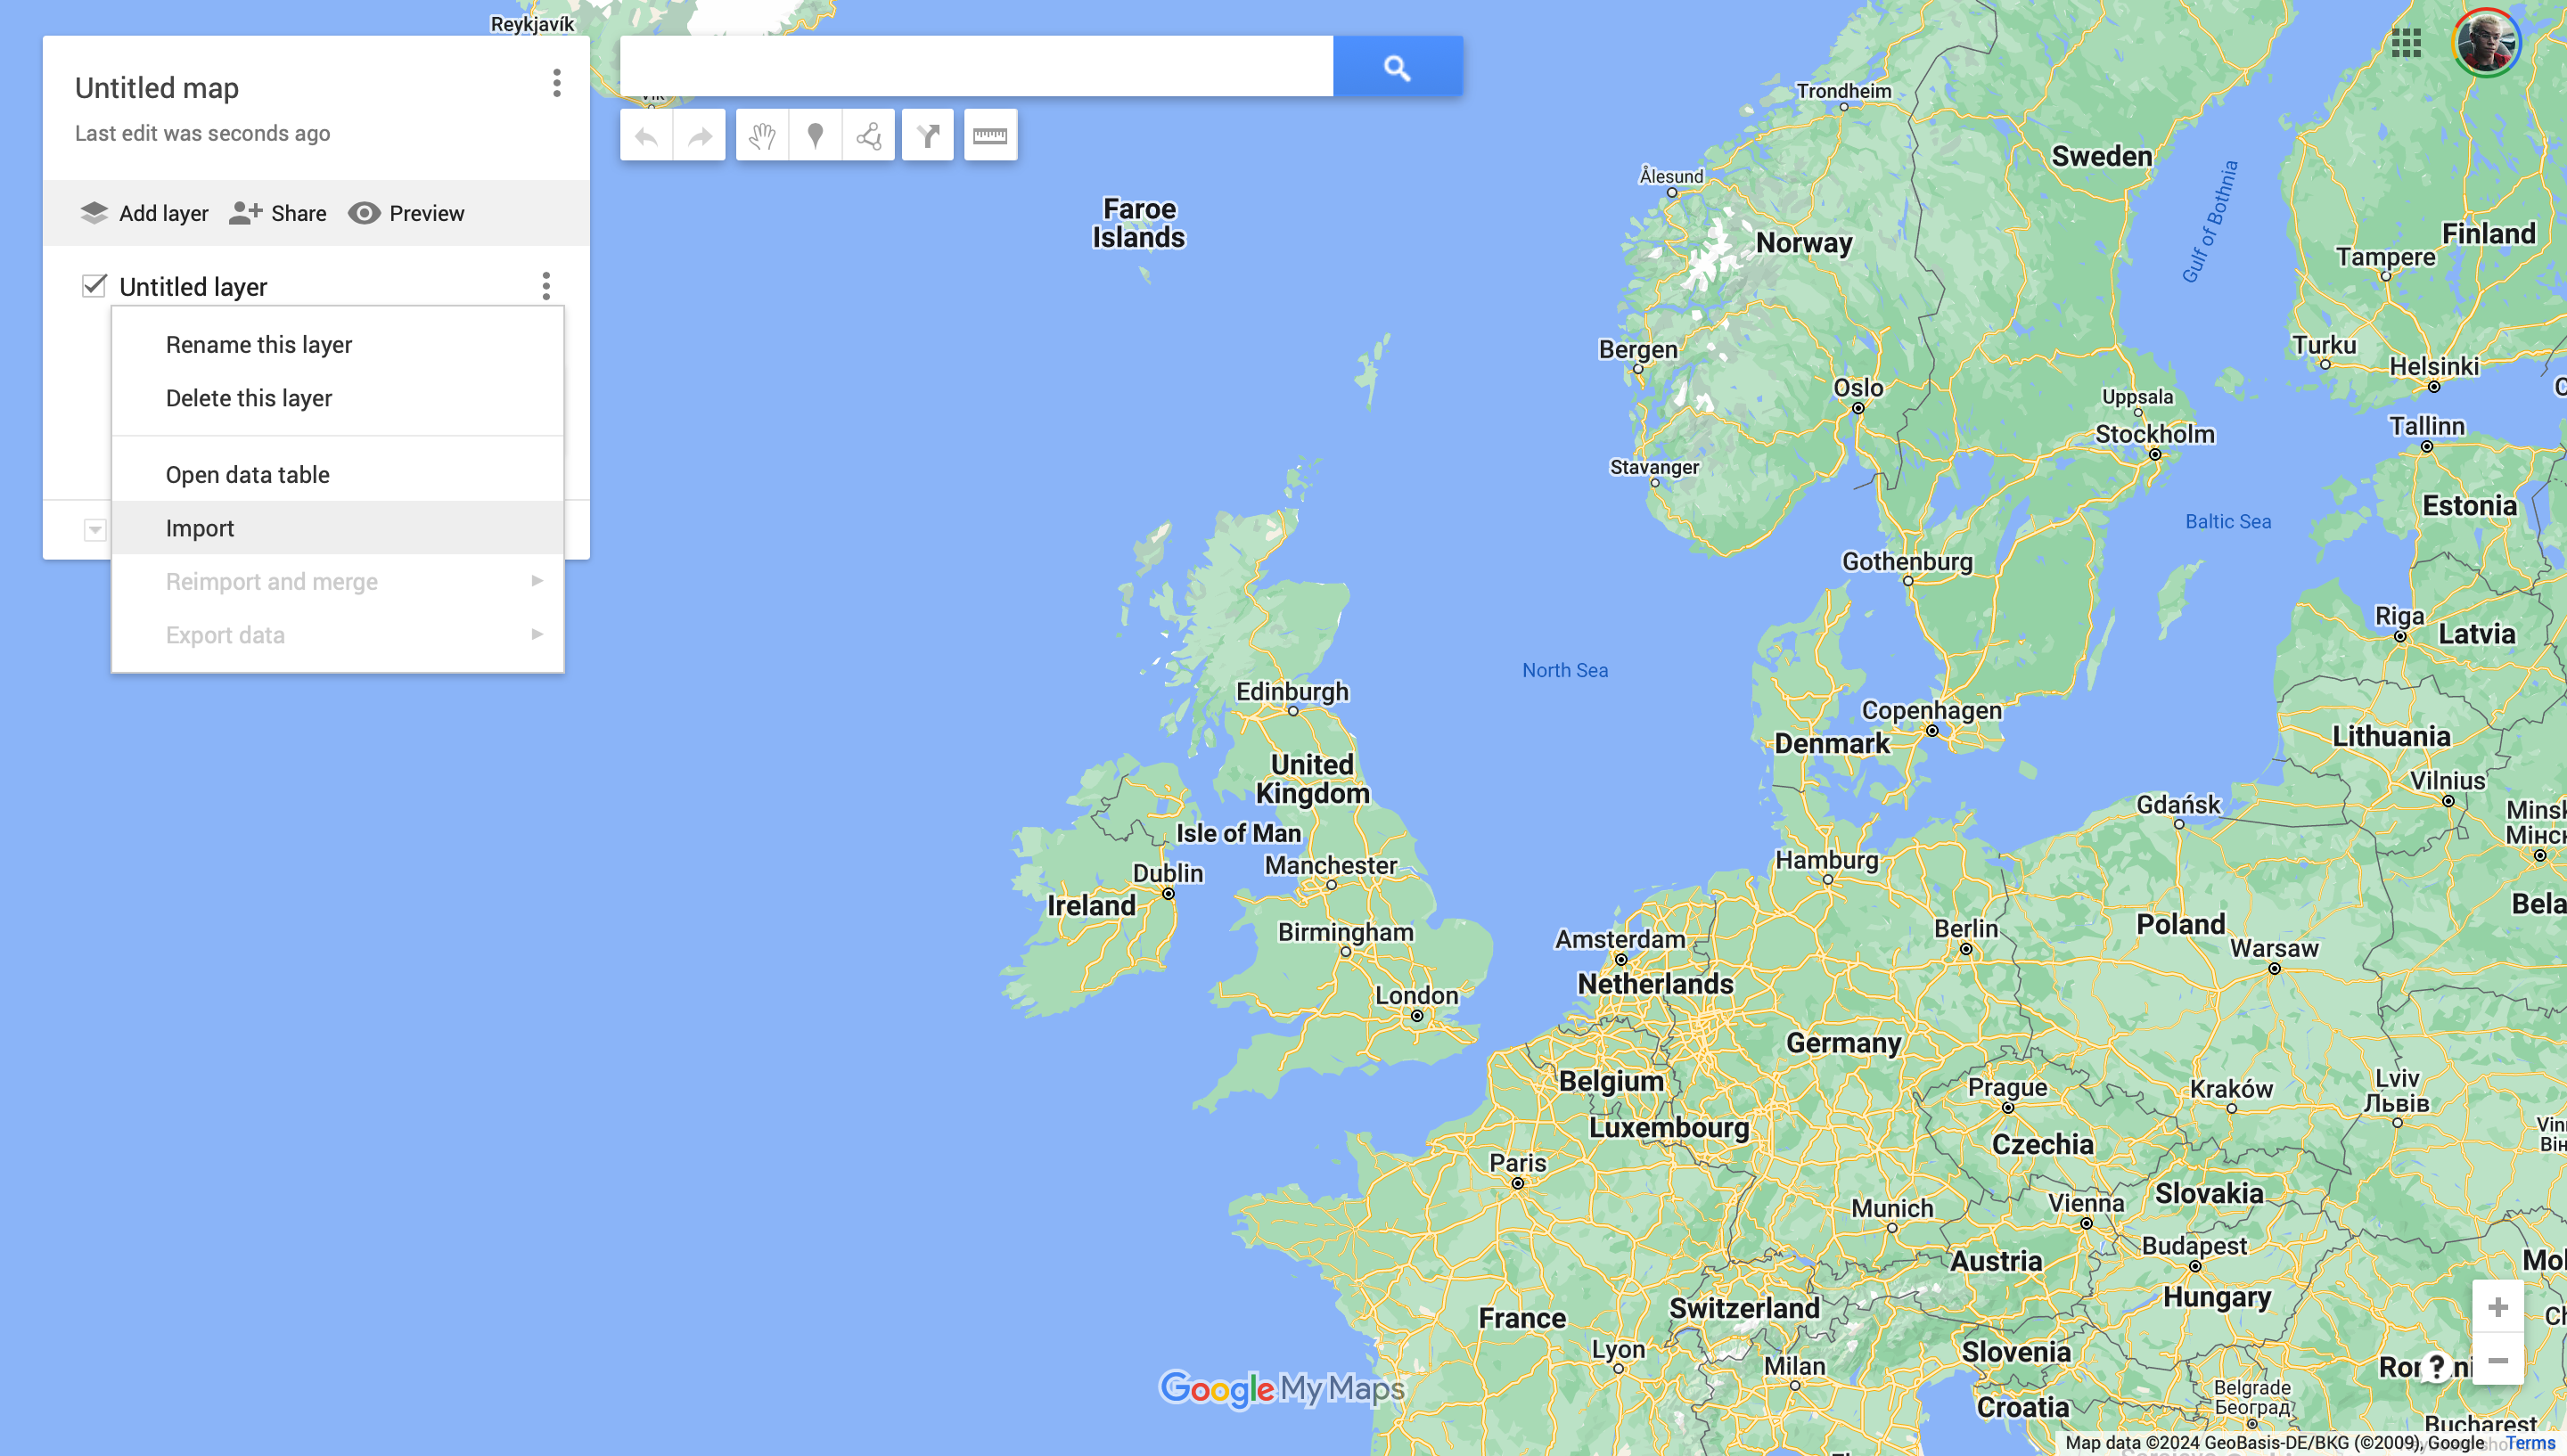 Reykjavík
Untitled map
Last edit was seconds ago
Add layer
Share
Preview
Untitled layer
Rename this layer
Delete this layer
Open data table
Import
Reimport and merge
Export data
Faroe
Islands
Trondheim
Ålesund
Sweden
Norway
Gulf of Bothnia
Finland
Tampere
Bergen
Turku
Helsinki
Oslo
Uppsala
Stockholm
Tallinn
Stavanger
Estonia
Baltic Sea
Gothenburg
Riga
Latvia
North Sea
Edinburgh
Copenhagen
Denmark
Lithuania
United
Kingdom
Vilnius
Gdańsk
Isle of Man
Manchester
Hamburg
Dublin
Ireland
Birmingham
Amsterdam
Berlin
Poland
Warsaw
Netherlands
London
Germany
Belgium
Prague
Kraków
Lviv
Львів
Luxembourg
Czechia
Paris
Slovakia
Munich
Vienna
Budapest
Austria
Hungary
Switzerland
France
Lyon
Slovenia
Milan
Belgrade
Београд
Croatia
Bucharest
Google My Maps
Map data ©2024 GeoBasis-DE/BKG (©2009), Google
Terms